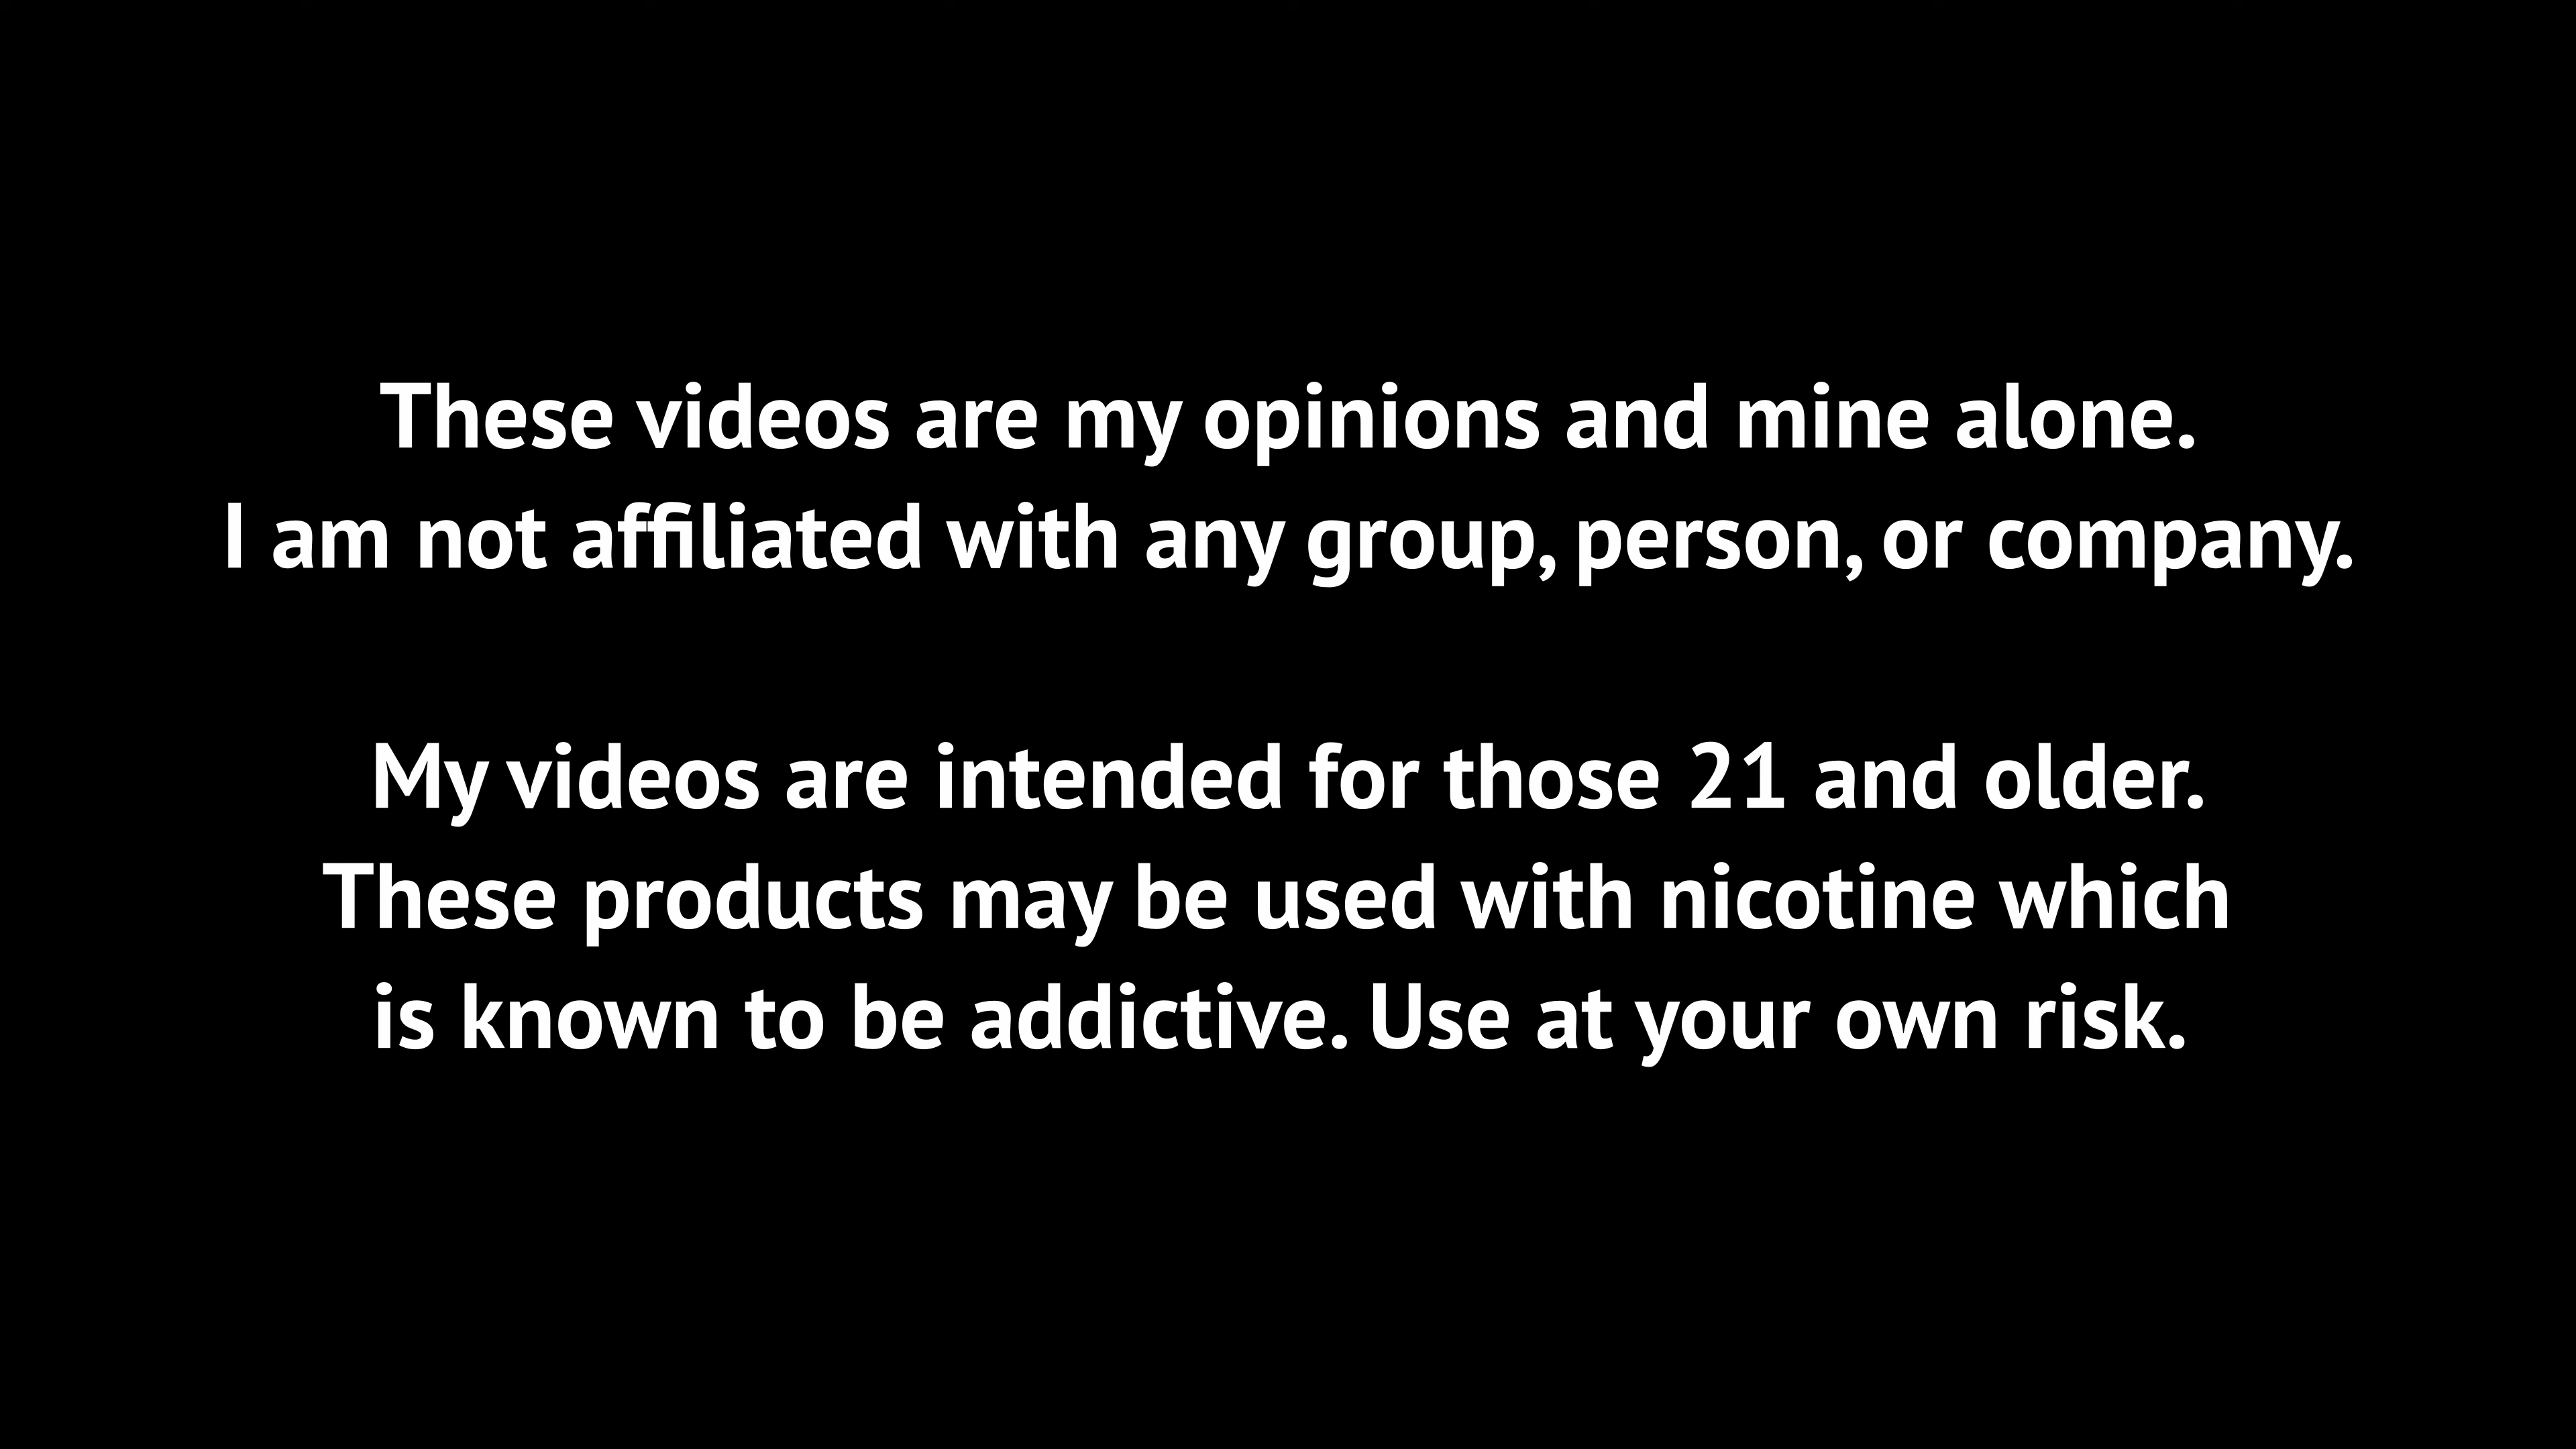 These videos are my opinions and mine alone.
I am not affiliated with any group, person, or company.
My videos are intended for those 21 and older.
These products may be used with nicotine which
is known to be addictive. Use at your own risk.